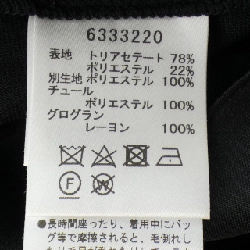 6333220
表地 トリアセテート 78%
ポリエステル 22%
別生地 ポリエステル 100%
チュール
ポリエステル 100%
グログラン
レーヨン 100%
F W
●長時間座ったり、着用中にバッ
グ等で摩擦されると、毛倒れし